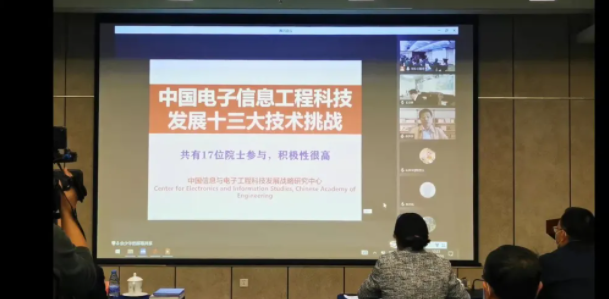 中国电子信息工程科技
发展十三大技术挑战
共有17位院士参与，积极性很高
中国信息与电子工程科技发展战略研究中心
Center for Electronics and Information Studies, Chinese Academy of
Engineering